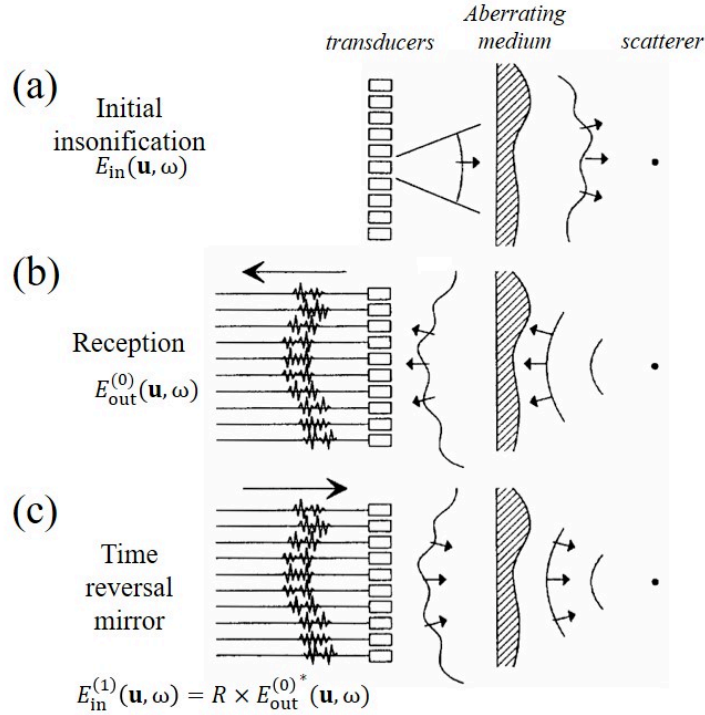 Aberrating
transducers medium scatterer
(a)
Initial
insonification
E_in(u, ω)
(b)
Reception
E_out^(0)(u, ω)
(c)
Time
reversal
mirror
E_in^(1)(u, ω) = R × E_out^(0)*(u, ω)